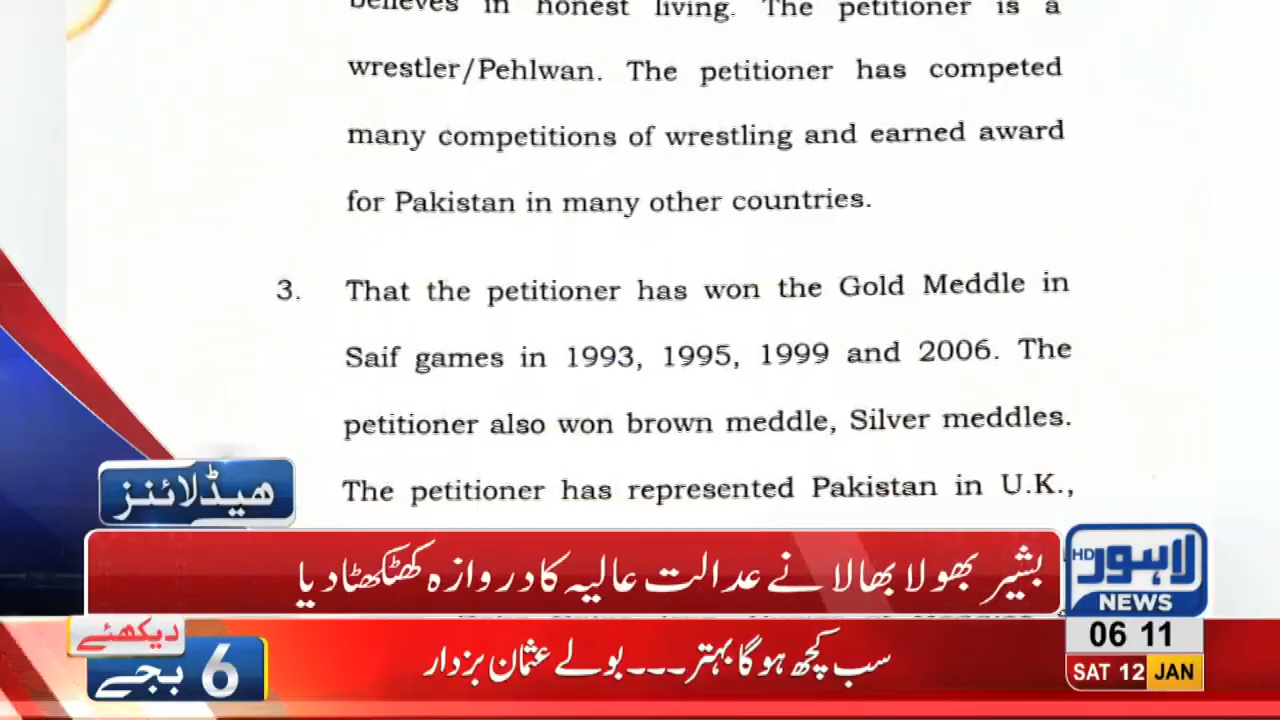 believes in honest living. The petitioner is a
wrestler/Pehlwan. The petitioner has competed
many competitions of wrestling and earned award
for Pakistan in many other countries.
3. That the petitioner has won the Gold Meddle in
Saif games in 1993, 1995, 1999 and 2006. The
petitioner also won brown meddle, Silver meddles.
The petitioner has represented Pakistan in U.K.,
ھیڈلائنز
بشیر بھولا بھالا نے عدالت عالیہ کا دروازہ کھٹکھٹا دیا
HD لاہور
NEWS
دیکھئے
6 بجے
سب کچھ ہوگا بہتر۔۔۔بولے عثمان بزدار
06 11
SAT 12 JAN